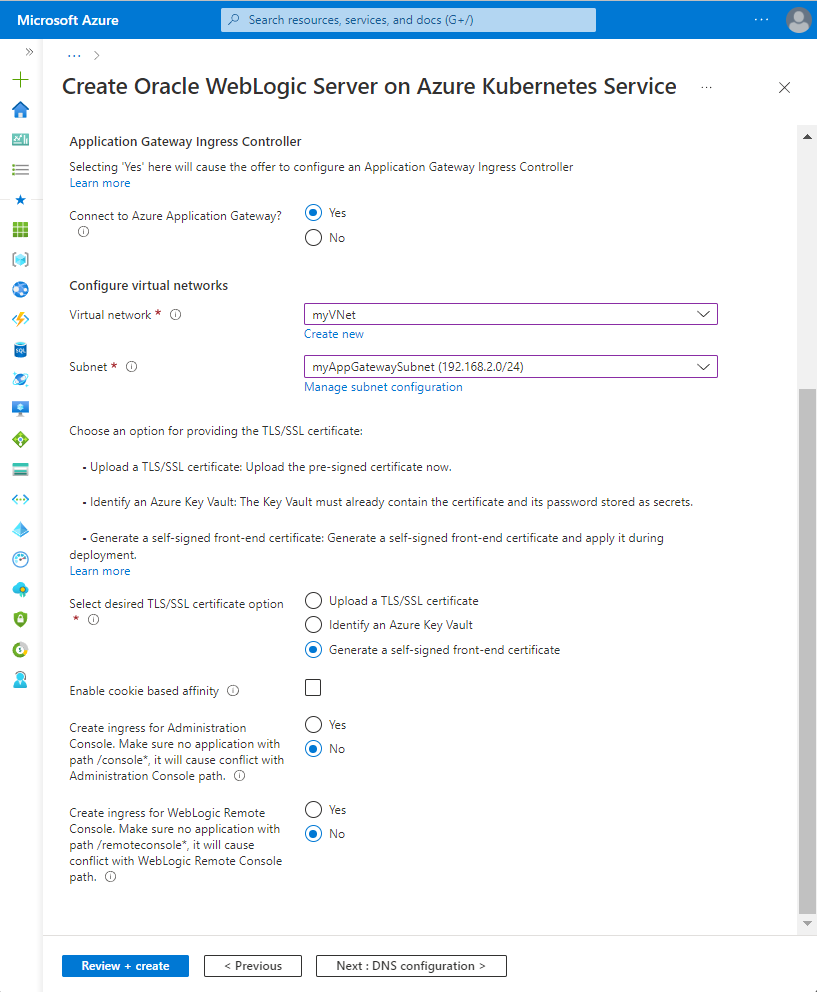 Microsoft Azure
Search resources, services, and docs (G+/)
Create Oracle WebLogic Server on Azure Kubernetes Service
Application Gateway Ingress Controller
Selecting 'Yes' here will cause the offer to configure an Application Gateway Ingress Controller
Learn more
Connect to Azure Application Gateway?
Yes
No
Configure virtual networks
Virtual network *
myVNet
Create new
Subnet *
myAppGatewaySubnet (192.168.2.0/24)
Manage subnet configuration
Choose an option for providing the TLS/SSL certificate:
• Upload a TLS/SSL certificate: Upload the pre-signed certificate now.
• Identify an Azure Key Vault: The Key Vault must already contain the certificate and its password stored as secrets.
• Generate a self-signed front-end certificate: Generate a self-signed front-end certificate and apply it during
deployment.
Learn more
Select desired TLS/SSL certificate option
*
Upload a TLS/SSL certificate
Identify an Azure Key Vault
Generate a self-signed front-end certificate
Enable cookie based affinity
Create ingress for Administration
Console. Make sure no application with
path /console*, it will cause conflict with
Administration Console path.
Yes
No
Create ingress for WebLogic Remote
Console. Make sure no application with
path /remoteconsole*, it will cause
conflict with WebLogic Remote Console
path.
Yes
No
Review + create
< Previous
Next : DNS configuration >